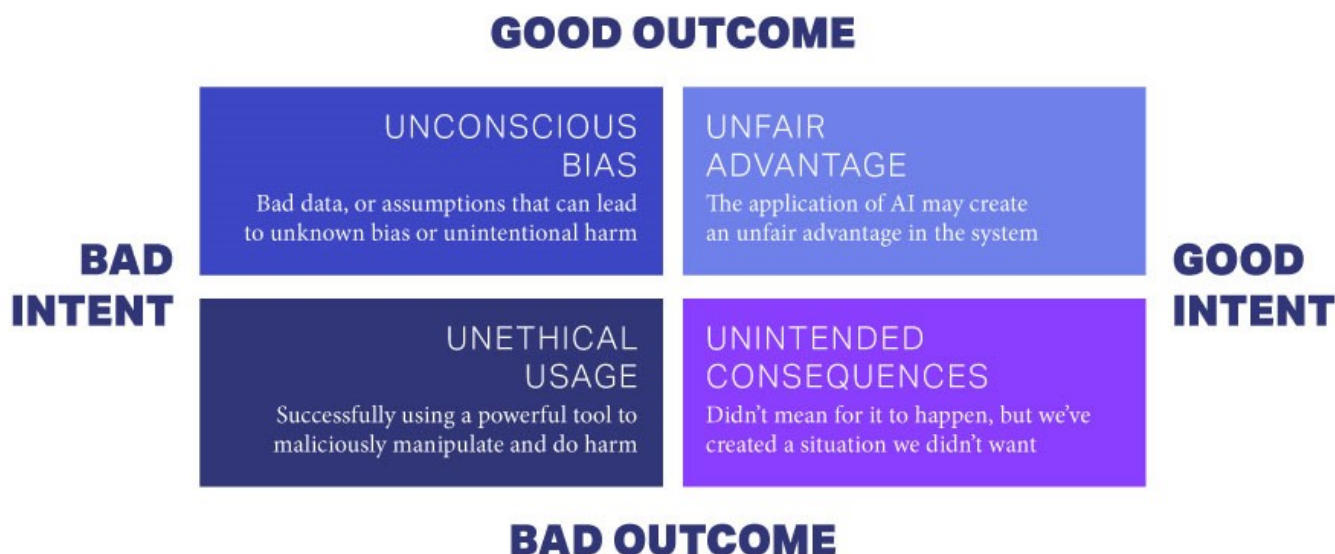 GOOD OUTCOME
UNCONSCIOUS
BIAS
Bad data, or assumptions that can lead
to unknown bias or unintentional harm
UNFAIR
ADVANTAGE
The application of AI may create
an unfair advantage in the system
BAD
INTENT
GOOD
INTENT
UNETHICAL
USAGE
Successfully using a powerful tool to
maliciously manipulate and do harm
UNINTENDED
CONSEQUENCES
Didn’t mean for it to happen, but we’ve
created a situation we didn’t want
BAD OUTCOME